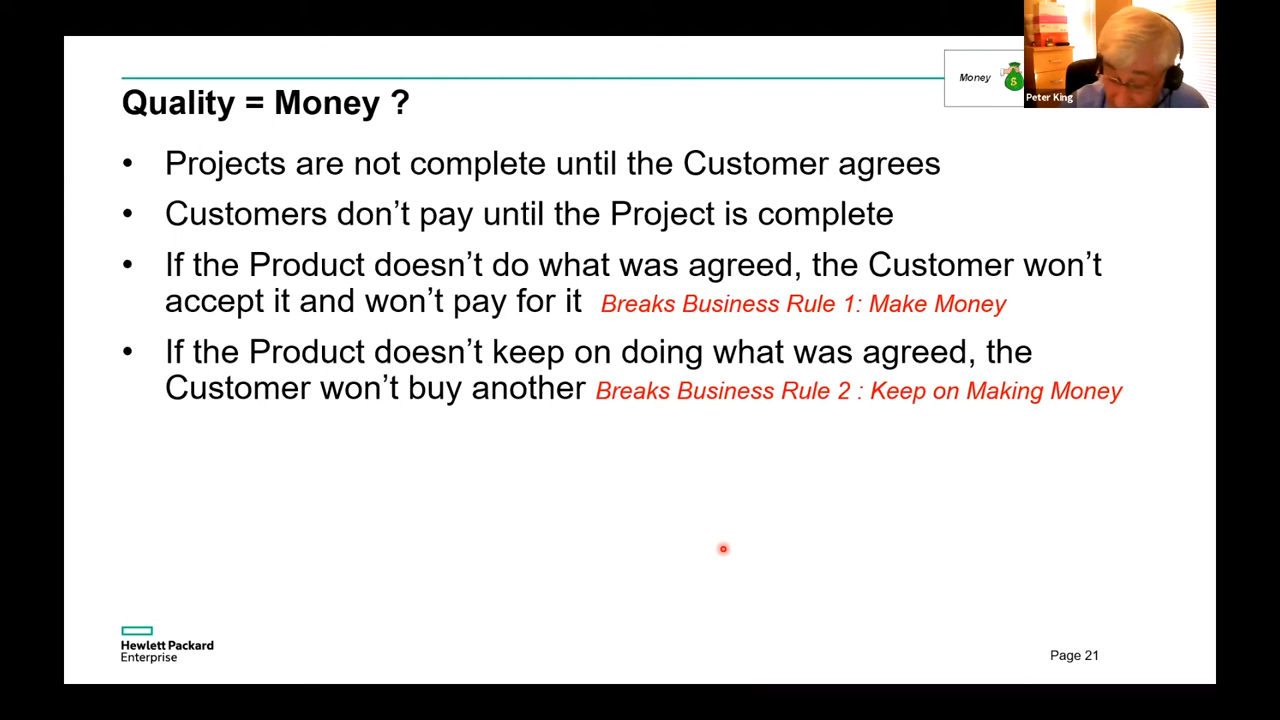 Money
$
Peter King
Quality = Money ?
• Projects are not complete until the Customer agrees
• Customers don’t pay until the Project is complete
• If the Product doesn’t do what was agreed, the Customer won’t
accept it and won’t pay for it Breaks Business Rule 1: Make Money
• If the Product doesn’t keep on doing what was agreed, the
Customer won’t buy another Breaks Business Rule 2 : Keep on Making Money
Hewlett Packard
Enterprise
Page 21